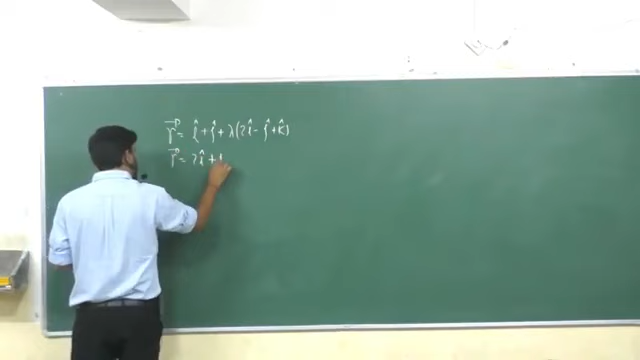 r⃗ = î + ĵ + λ(2î - ĵ + k̂)
r⃗ = 2î +